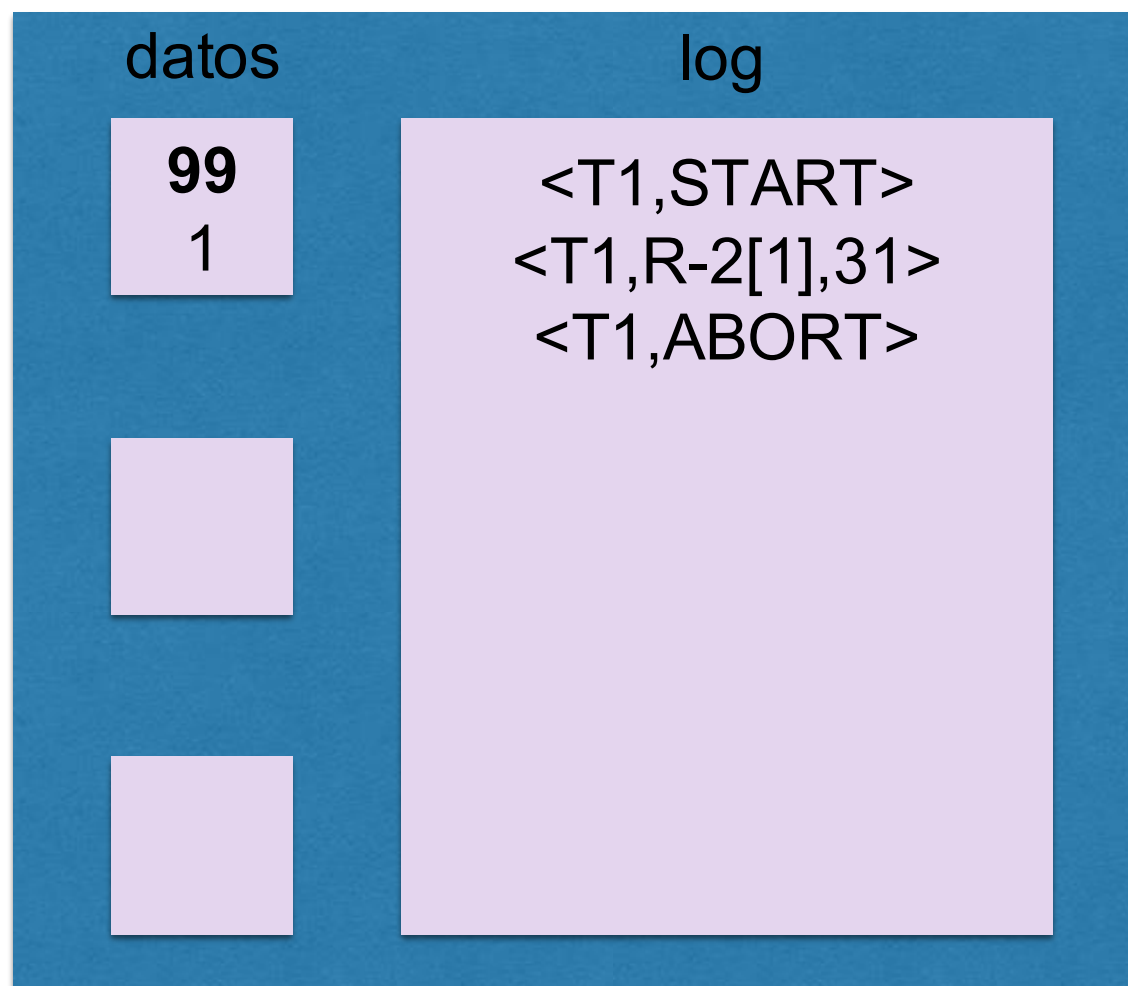 datos
log
99
1
<T1,START>
<T1,R-2[1],31>
<T1,ABORT>